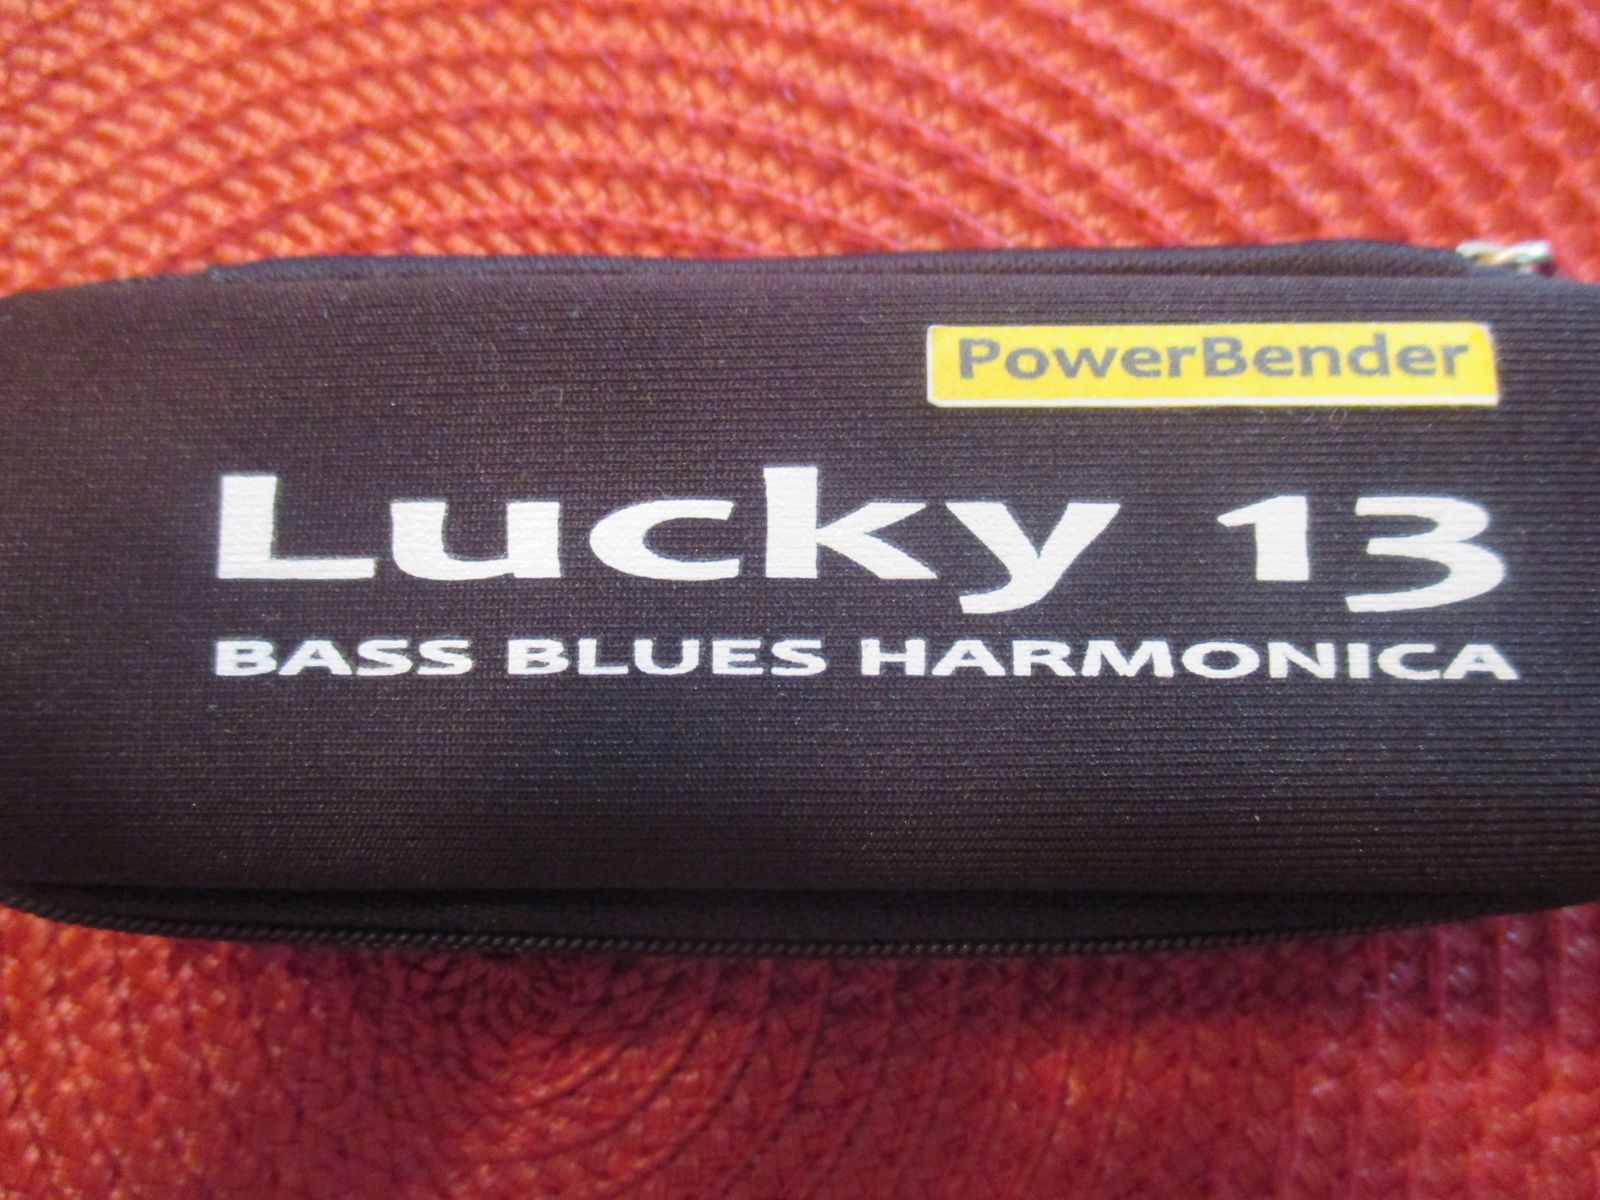 PowerBender
Lucky 13
BASS BLUES HARMONICA